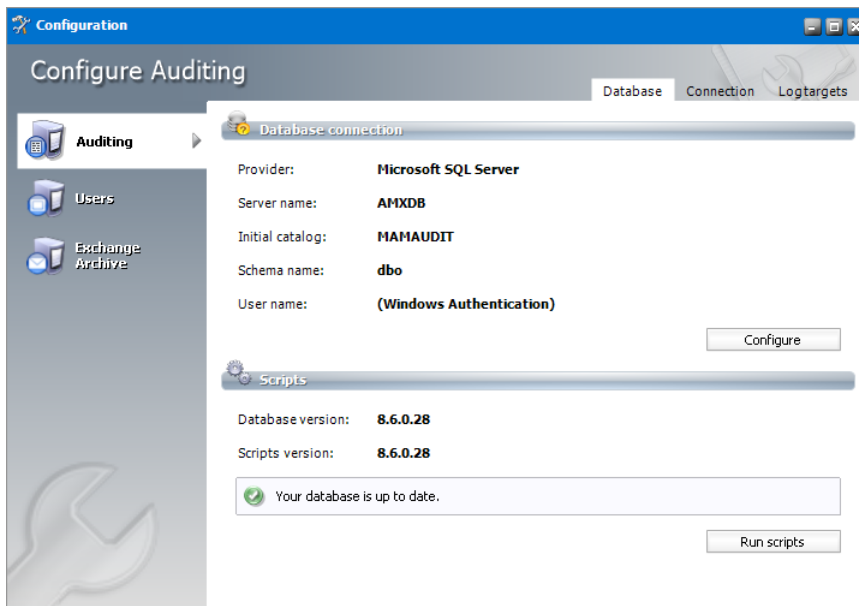 Configuration
Configure Auditing
Database Connection Logtargets
Auditing
Users
Exchange
Archive
Database connection
Provider: Microsoft SQL Server
Server name: AMXDB
Initial catalog: MAMAUDIT
Schema name: dbo
User name: (Windows Authentication)
Configure
Scripts
Database version: 8.6.0.28
Scripts version: 8.6.0.28
Your database is up to date.
Run scripts